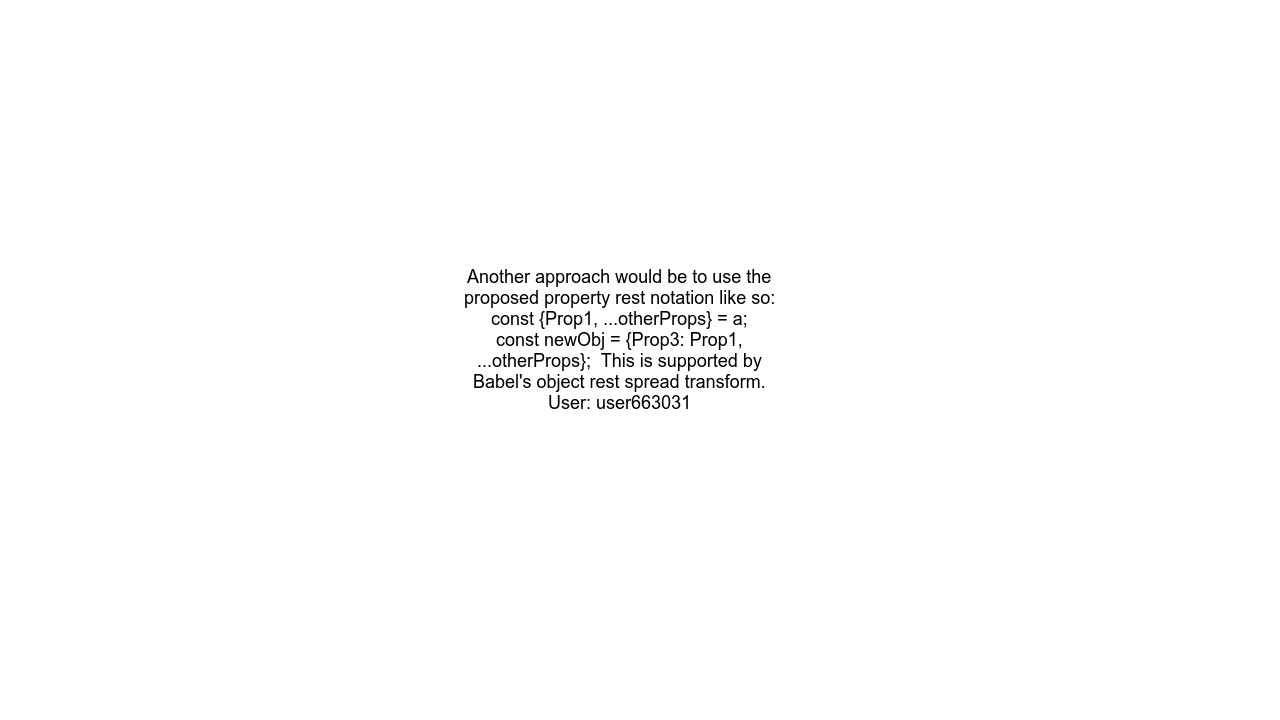 Another approach would be to use the
proposed property rest notation like so:
const {Prop1, ...otherProps} = a;
const newObj = {Prop3: Prop1,
...otherProps};  This is supported by
Babel's object rest spread transform.
User: user663031